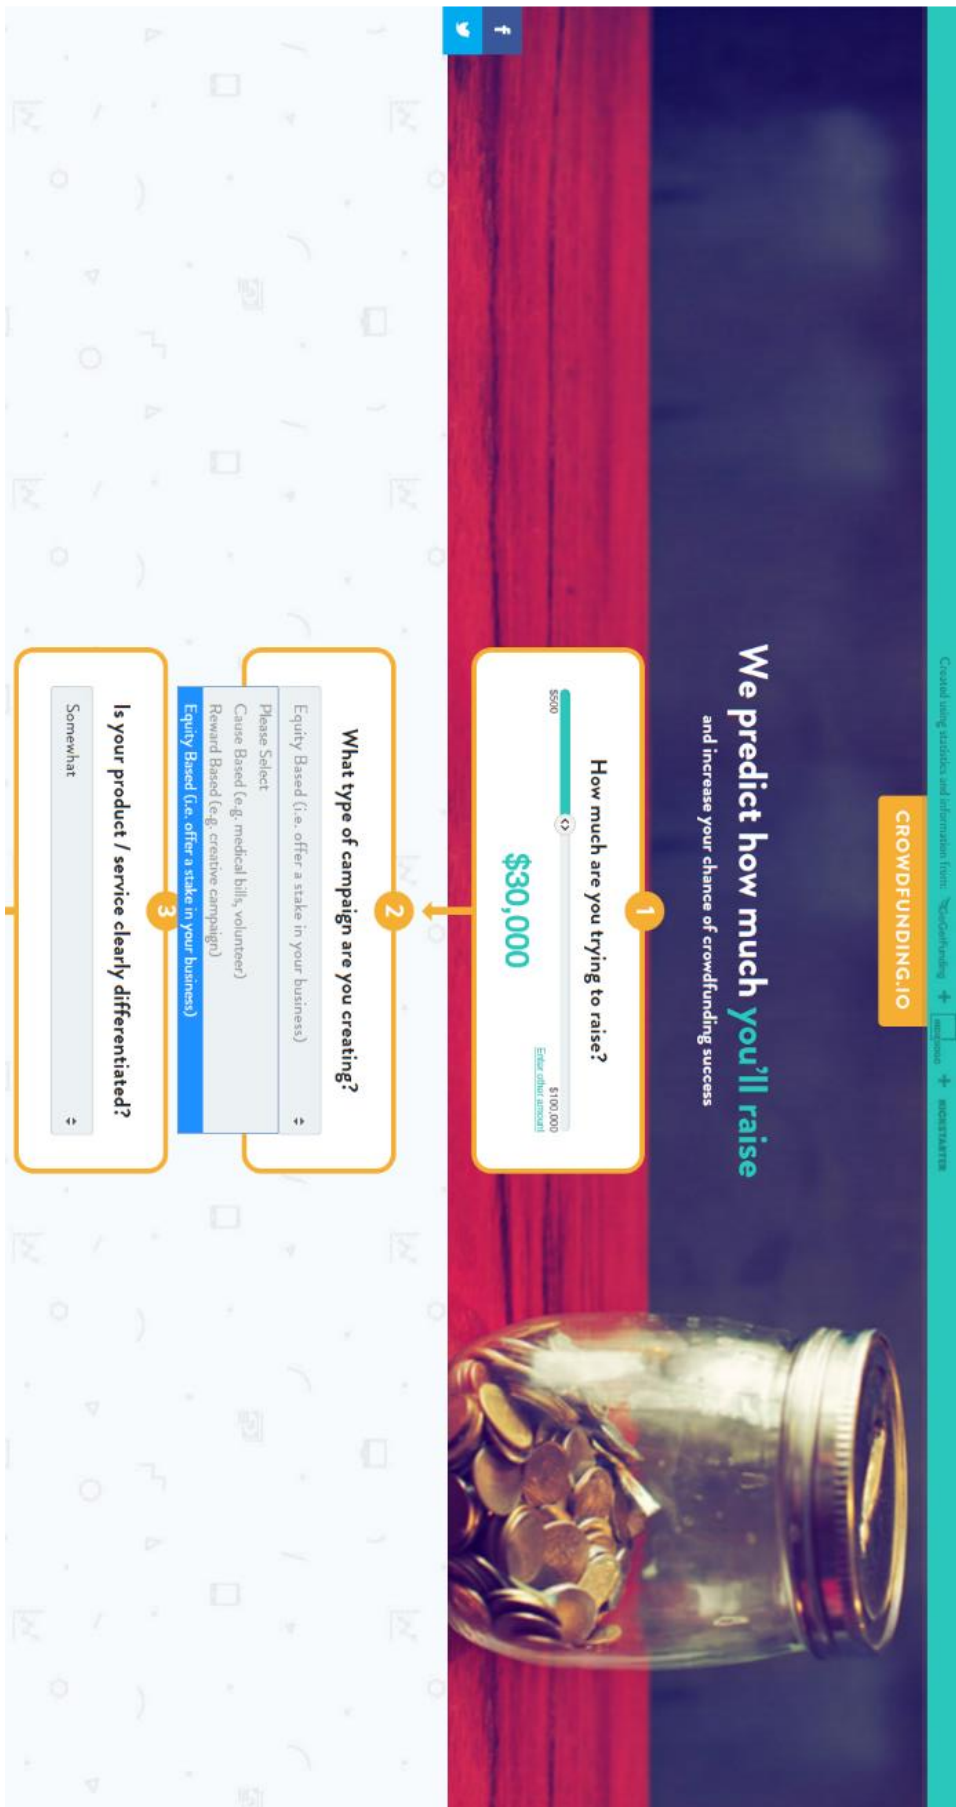 Created using statistics and information from: GoGetFunding + INDIEGOGO + KICKSTARTER
CROWDFUNDING.IO
We predict how much you'll raise
and increase your chance of crowdfunding success
1
How much are you trying to raise?
$500
$100,000
$30,000
Enter other amount
2
What type of campaign are you creating?
Equity Based (i.e. offer a stake in your business)
Please Select
Cause Based (e.g. medical bills, volunteer)
Reward Based (e.g. creative campaign)
Equity Based (i.e. offer a stake in your business)
3
Is your product / service clearly differentiated?
Somewhat